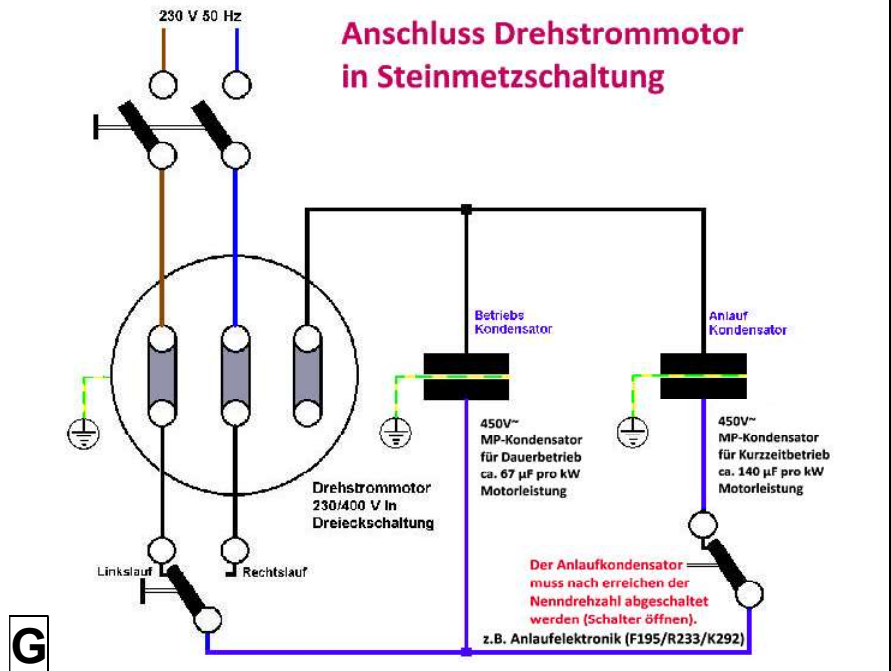 230 V 50 Hz
Anschluss Drehstrommotor
in Steinmetzschaltung
Betriebs
Kondensator
Anlauf
Kondensator
450V~
MP-Kondensator
für Dauerbetrieb
ca. 67 µF pro kW
Motorleistung
450V~
MP-Kondensator
für Kurzzeitbetrieb
ca. 140 µF pro kW
Motorleistung
Drehstrommotor
230/400 V in
Dreieckschaltung
Linkslauf
Rechtslauf
Der Anlaufkondensator
muss nach erreichen der
Nenndrehzahl abgeschaltet
werden (Schalter öffnen).
z.B. Anlaufelektronik (F195/R233/K292)
G